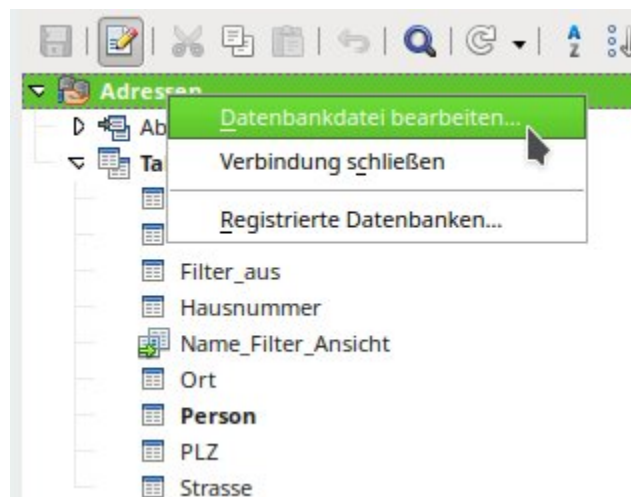 Adressen
Datenbankdatei bearbeiten...
Ab
Verbindung schließen
Ta
Registrierte Datenbanken...
Filter_aus
Hausnummer
Name_Filter_Ansicht
Ort
Person
PLZ
Strasse